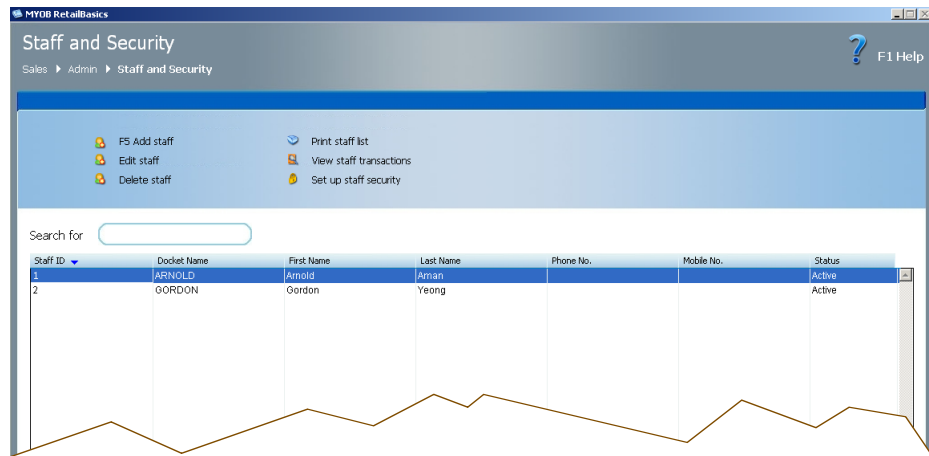 MYOB RetailBasics
Staff and Security
F1 Help
Sales Admin Staff and Security
F5 Add staff Print staff list
Edit staff View staff transactions
Delete staff Set up staff security
Search for
Staff ID Docket Name First Name Last Name Phone No. Mobile No. Status
1 ARNOLD Arnold Aman Active
2 GORDON Gordon Yeong Active